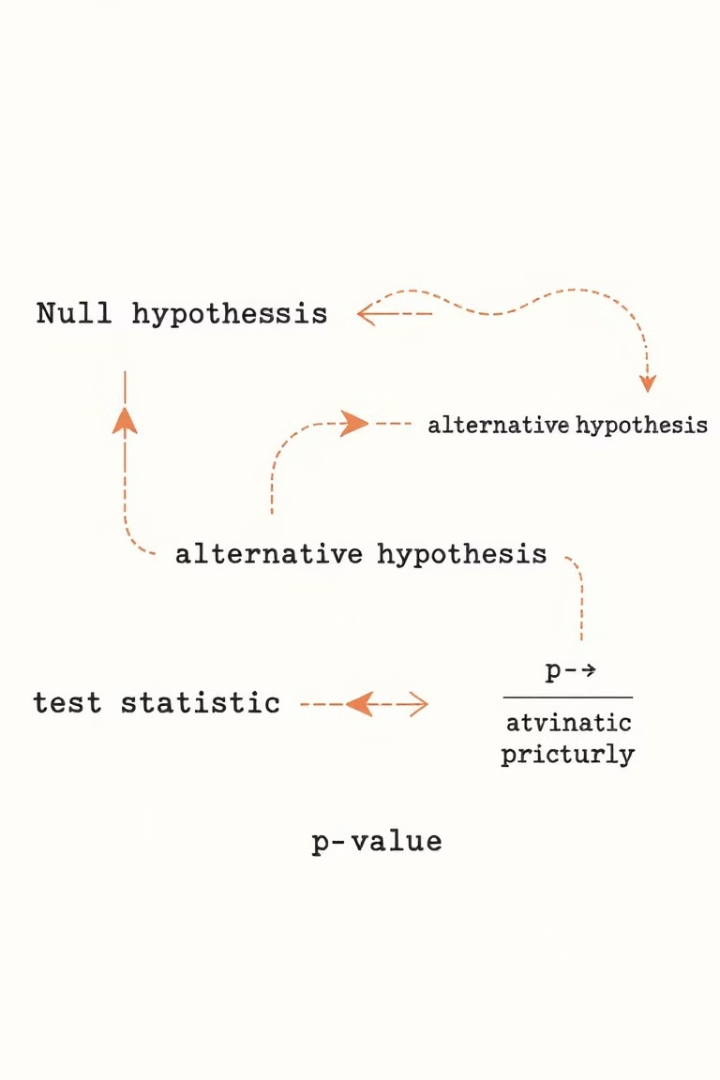 Null hypothessis
alternative hypothesis
alternative hypothesis
p-→
test statistic
atvinatic
pricturly
p-value